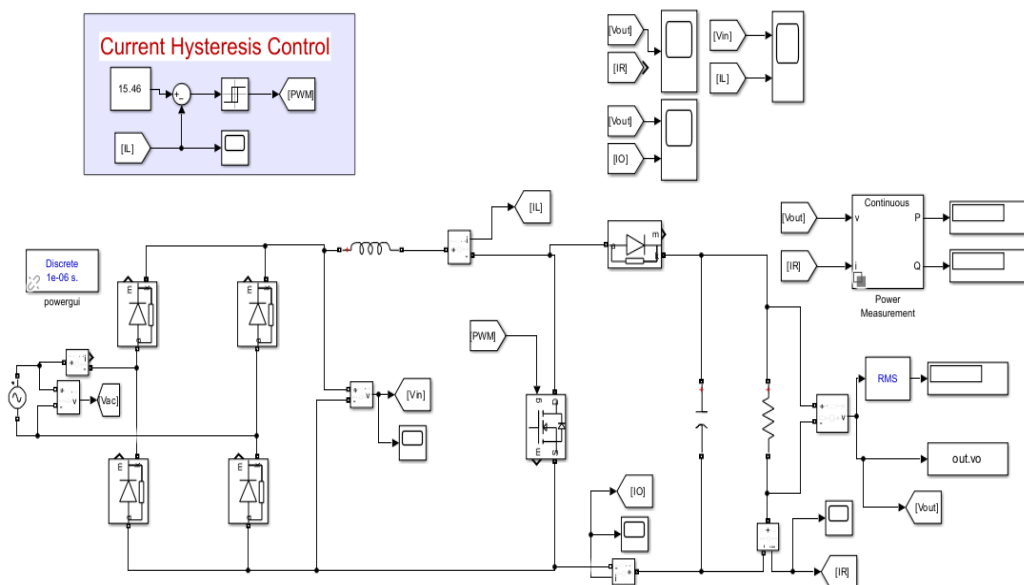 Current Hysteresis Control
15.46
[PWM]
[IL]
[Vout]
[IR]
[Vin]
[IL]
[Vout]
[IO]
[IL]
Continuous
[Vout]
v
P
[IR]
i
Q
Power
Measurement
Discrete
1e-06 s.
powergui
m
[PWM]
[Vac]
v
[Vin]
v
g
C
m
S
RMS
v
out.vo
[Vout]
[IO]
i
[IR]